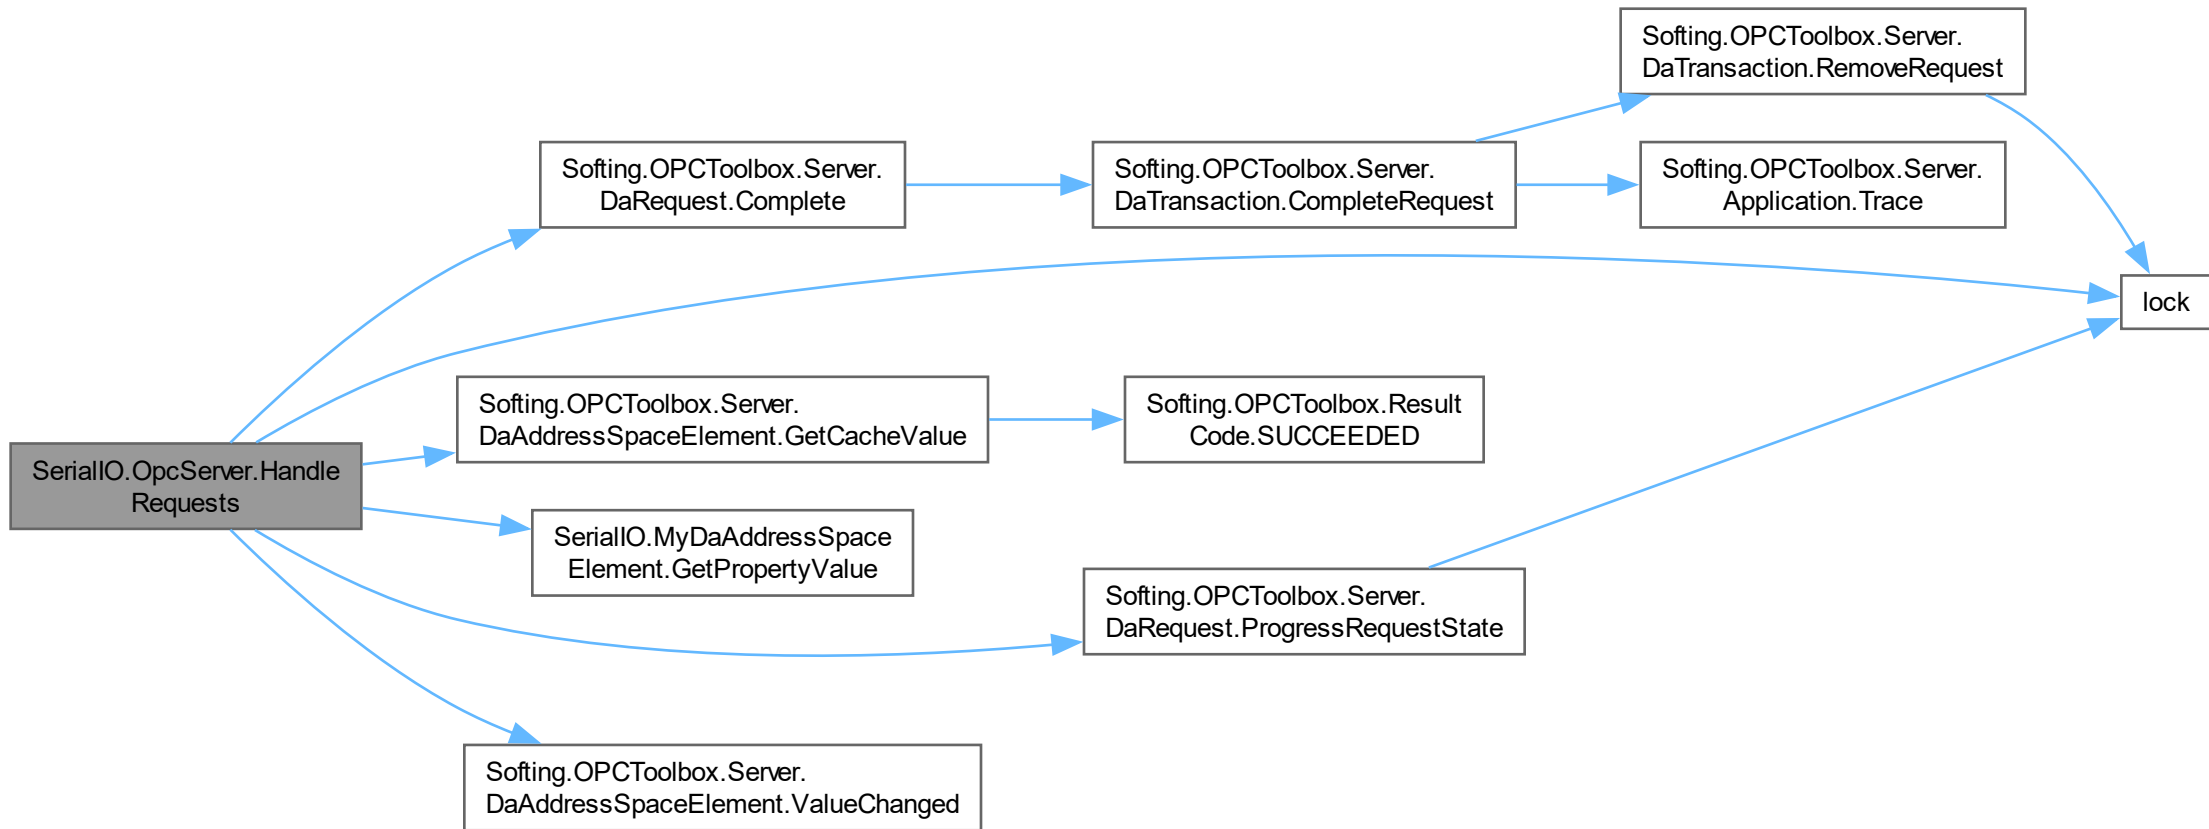 Softing.OPCToolbox.Server.
DaTransaction.RemoveRequest
Softing.OPCToolbox.Server.
DaRequest.Complete
Softing.OPCToolbox.Server.
DaTransaction.CompleteRequest
Softing.OPCToolbox.Server.
Application.Trace
lock
Softing.OPCToolbox.Server.
DaAddressSpaceElement.GetCacheValue
Softing.OPCToolbox.Result
Code.SUCCEEDED
SerialIO.OpcServer.Handle
Requests
SerialIO.MyDaAddressSpace
Element.GetPropertyValue
Softing.OPCToolbox.Server.
DaRequest.ProgressRequestState
Softing.OPCToolbox.Server.
DaAddressSpaceElement.ValueChanged